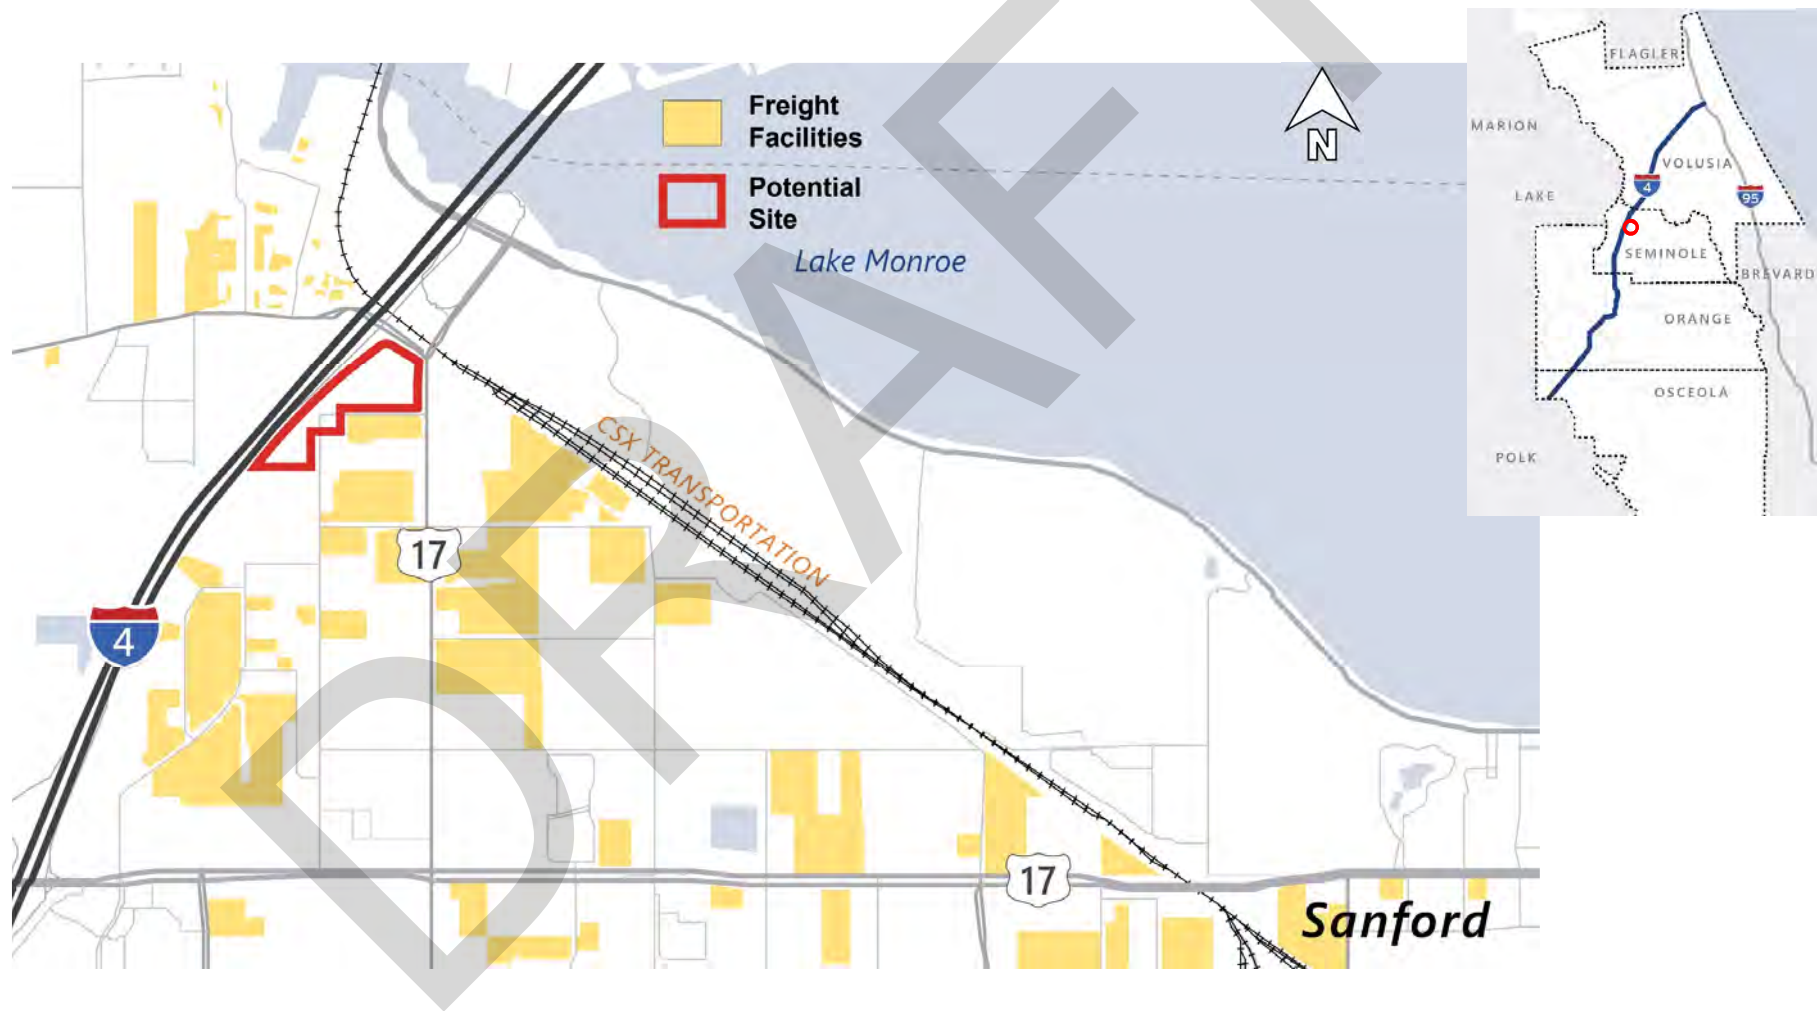 Freight
Facilities
Potential
Site
Lake Monroe
N
CSX TRANSPORTATION
17
4
17
Sanford
DRAFT
FLAGLER
MARION
VOLUSIA
4
95
LAKE
SEMINOLE
BREVARD
ORANGE
OSCEOLA
POLK